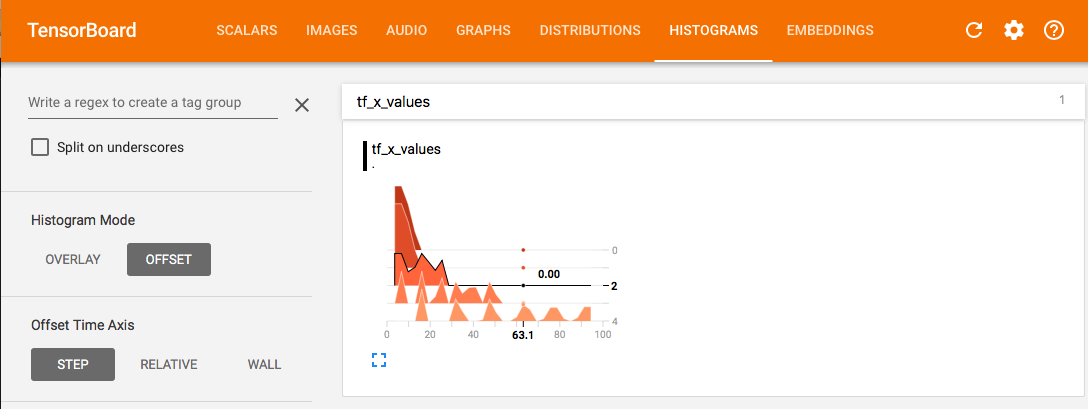 TensorBoard
SCALARS IMAGES AUDIO GRAPHS DISTRIBUTIONS HISTOGRAMS EMBEDDINGS
Write a regex to create a tag group
Split on underscores
Histogram Mode
OVERLAY OFFSET
Offset Time Axis
STEP RELATIVE WALL
tf_x_values 1
tf_x_values
.
0
0.00
2
4
0 20 40 63.1 80 100